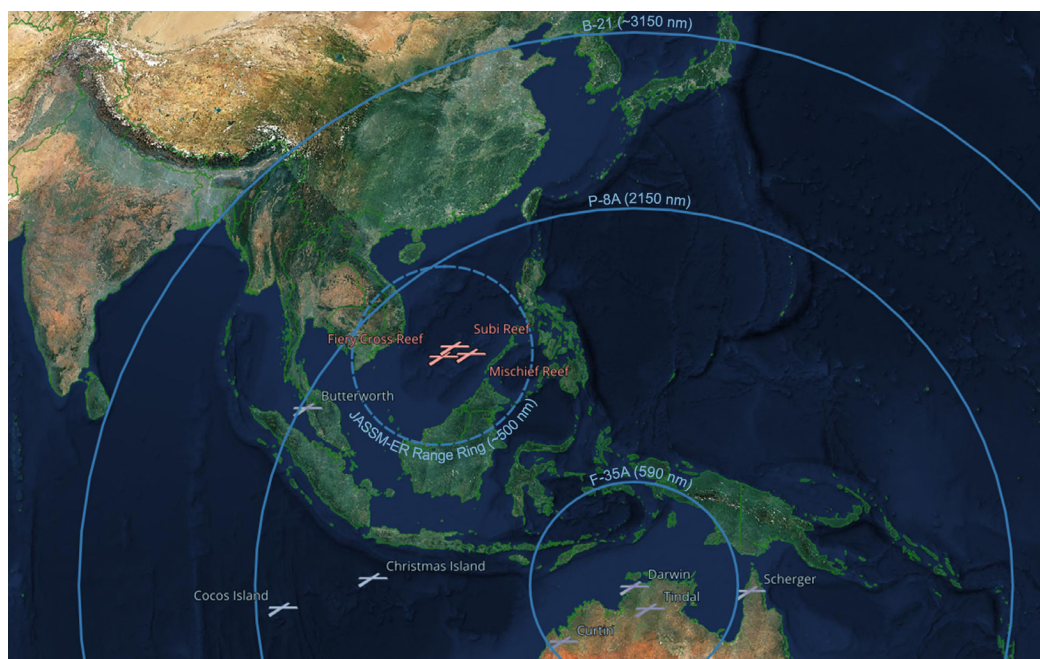 B-21 (~3150 nm)
P-8A (2150 nm)
Subi Reef
Fiery Cross Reef
Mischief Reef
Butterworth
JASSM-ER Range Ring (~500 nm)
F-35A (590 nm)
Christmas Island
Darwin
Scherger
Cocos Island
Tindal
Curtin